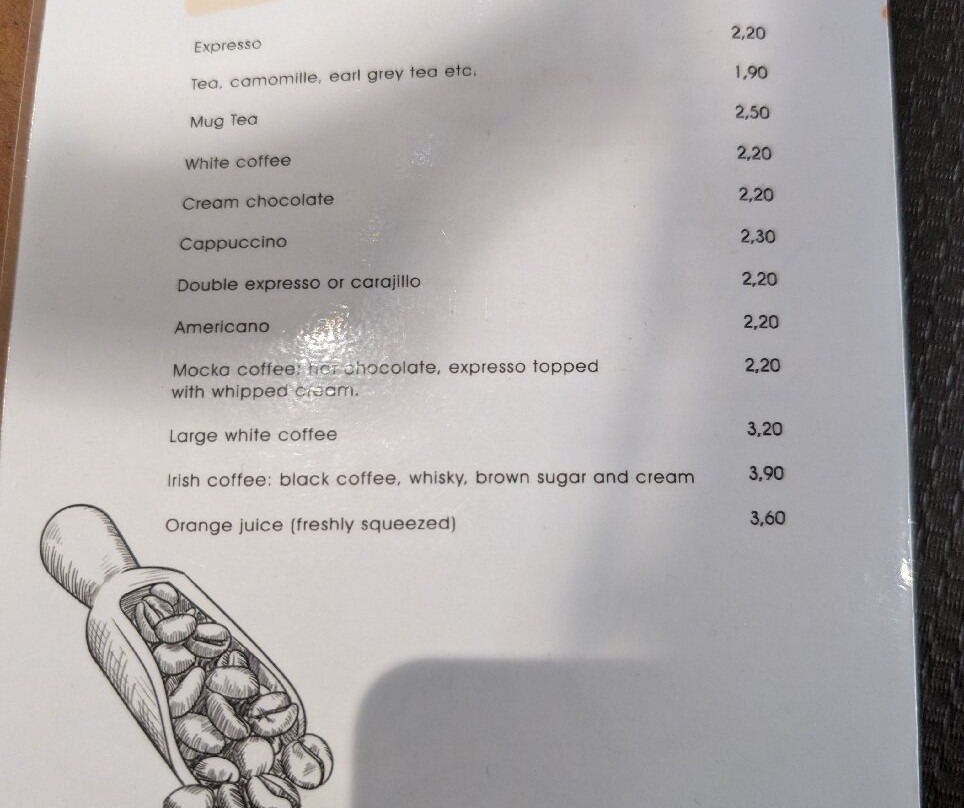 Expresso 2,20
Tea, camomille, earl grey tea etc. 1,90
Mug Tea 2,50
White coffee 2,20
Cream chocolate 2,20
Cappuccino 2,30
Double expresso or carajillo 2,20
Americano 2,20
Mocka coffee: hot chocolate, expresso topped 2,20
with whipped cream.
Large white coffee 3,20
Irish coffee: black coffee, whisky, brown sugar and cream 3,90
Orange juice (freshly squeezed) 3,60